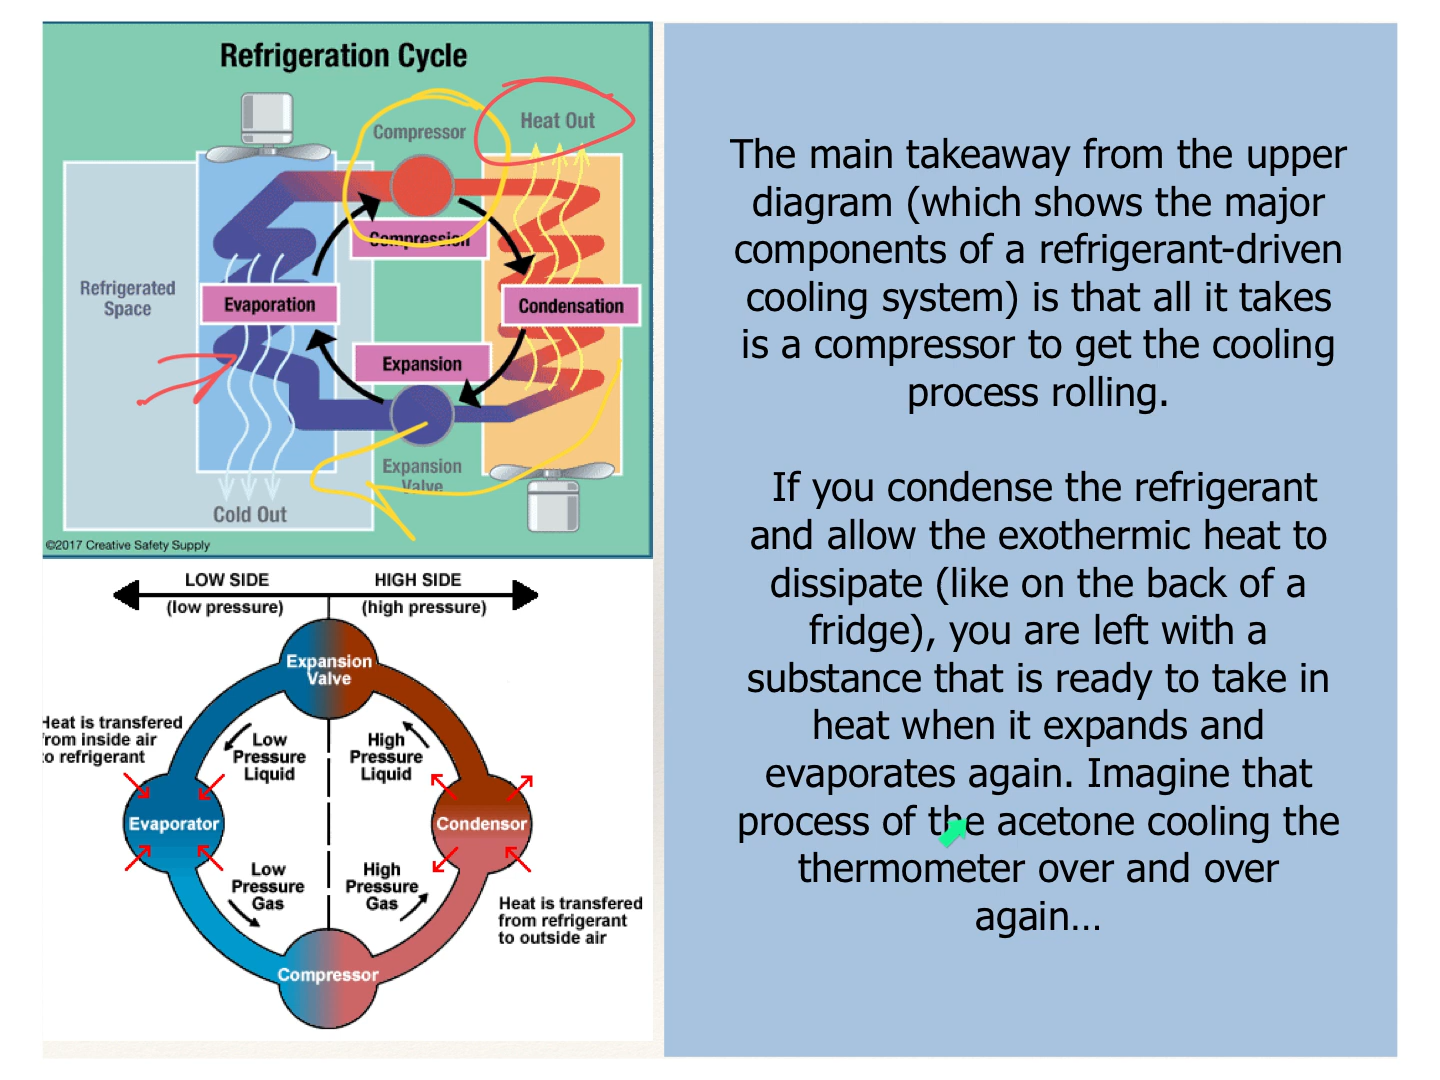 Refrigeration Cycle
Compressor
Heat Out
Compression
Refrigerated
Space
Evaporation
Condensation
Expansion
Expansion
Valve
Cold Out
©2017 Creative Safety Supply
LOW SIDE
(low pressure)
HIGH SIDE
(high pressure)
Expansion
Valve
Heat is transfered
from inside air
to refrigerant
Low
Pressure
Liquid
High
Pressure
Liquid
Evaporator
Condensor
Low
Pressure
Gas
High
Pressure
Gas
Heat is transfered
from refrigerant
to outside air
Compressor
The main takeaway from the upper
diagram (which shows the major
components of a refrigerant-driven
cooling system) is that all it takes
is a compressor to get the cooling
process rolling.
If you condense the refrigerant
and allow the exothermic heat to
dissipate (like on the back of a
fridge), you are left with a
substance that is ready to take in
heat when it expands and
evaporates again. Imagine that
process of the acetone cooling the
thermometer over and over
again...